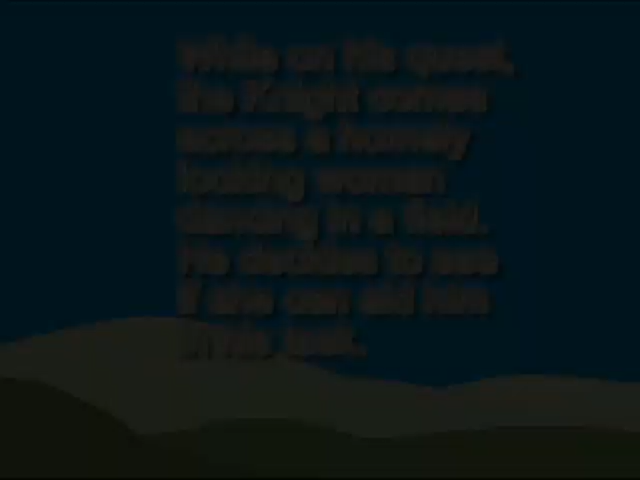 While on his quest,
the Knight comes
across a homely
looking woman
dancing in a field.
He decides to see
if she can aid him
in his task.